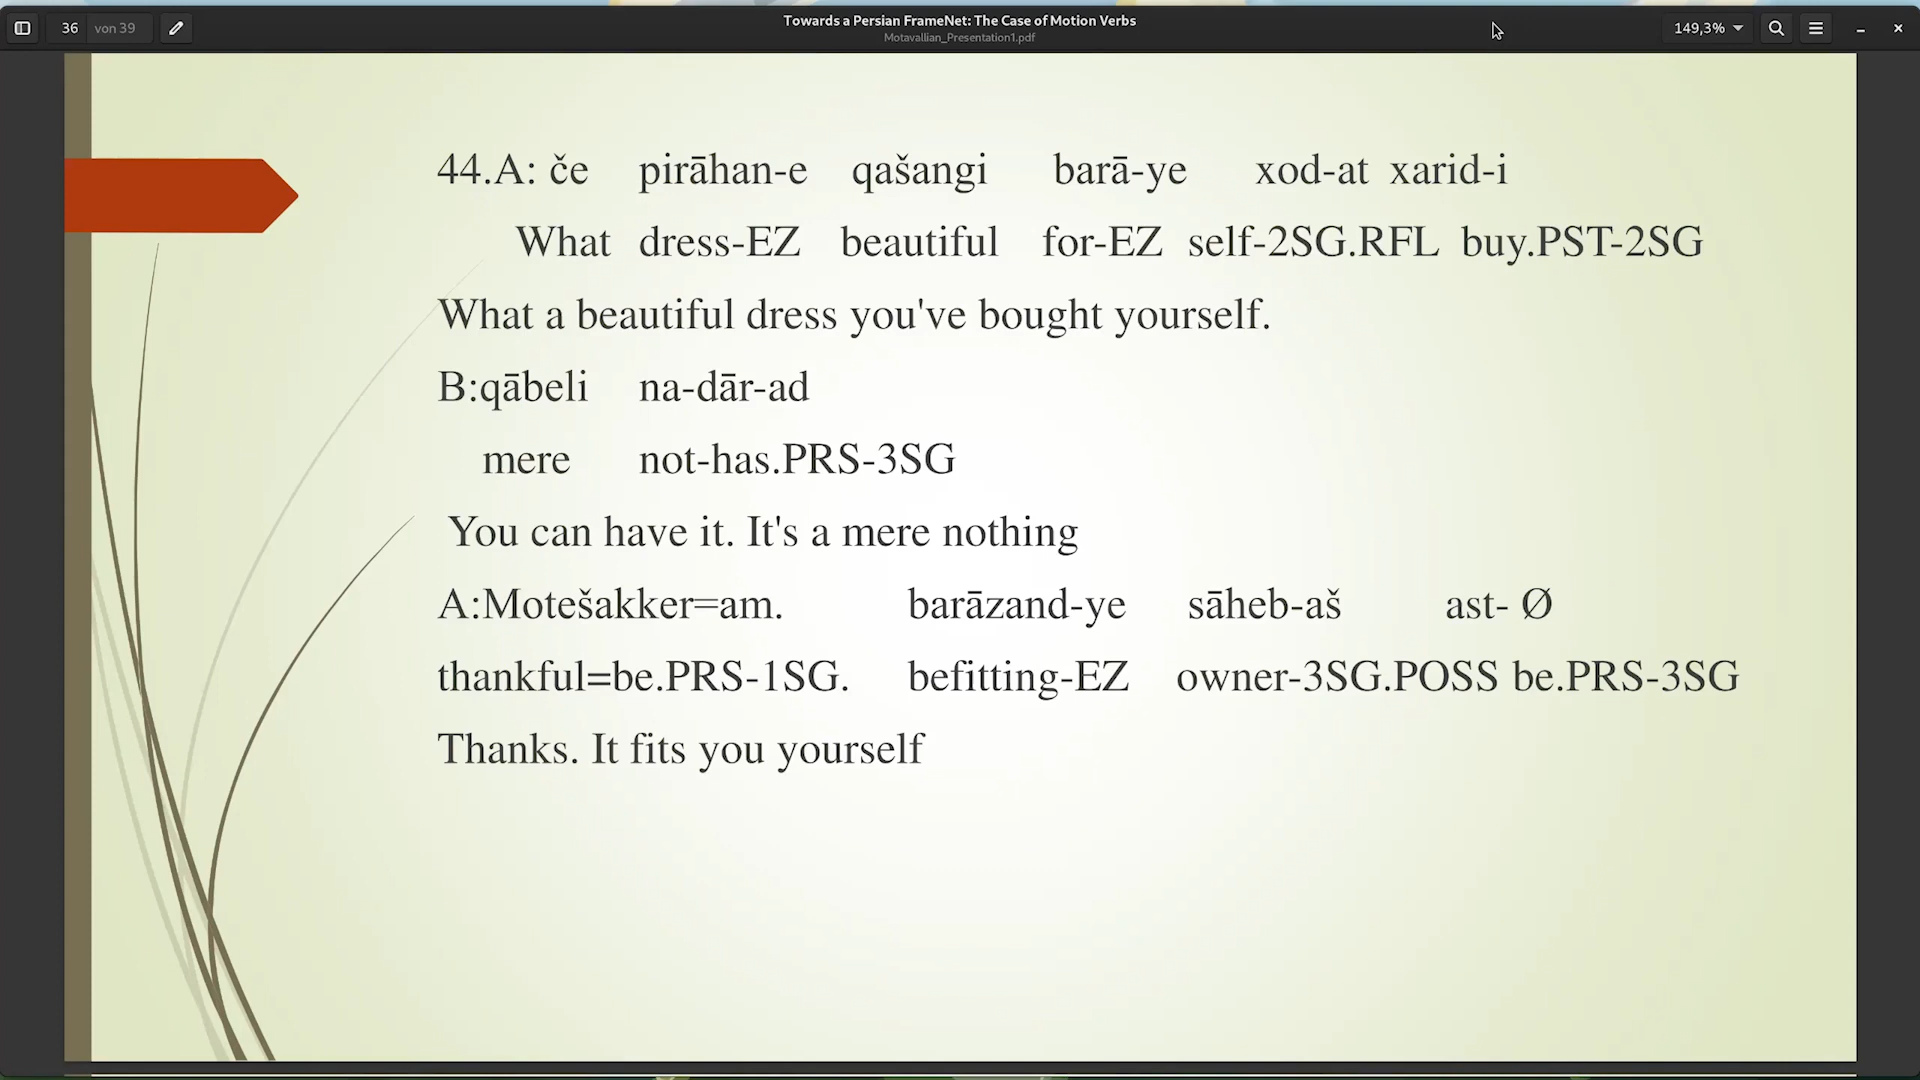 36 von 39
Towards a Persian FrameNet: The Case of Motion Verbs
Motavallian_Presentation1.pdf
149,3%
44.A: če pirāhan-e qašangi barā-ye xod-at xarid-i
What dress-EZ beautiful for-EZ self-2SG.RFL buy.PST-2SG
What a beautiful dress you've bought yourself.
B:qābeli na-dār-ad
mere not-has.PRS-3SG
You can have it. It's a mere nothing
A:Motešakker=am. barāzand-ye sāheb-aš ast- Ø
thankful=be.PRS-1SG. befitting-EZ owner-3SG.POSS be.PRS-3SG
Thanks. It fits you yourself